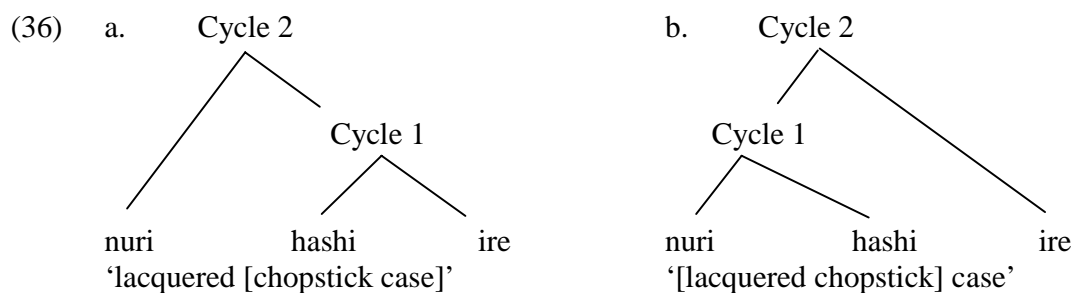 (36) a. Cycle 2 b. Cycle 2
Cycle 1 Cycle 1
nuri hashi ire nuri hashi ire
‘lacquered [chopstick case]’ ‘[lacquered chopstick] case’